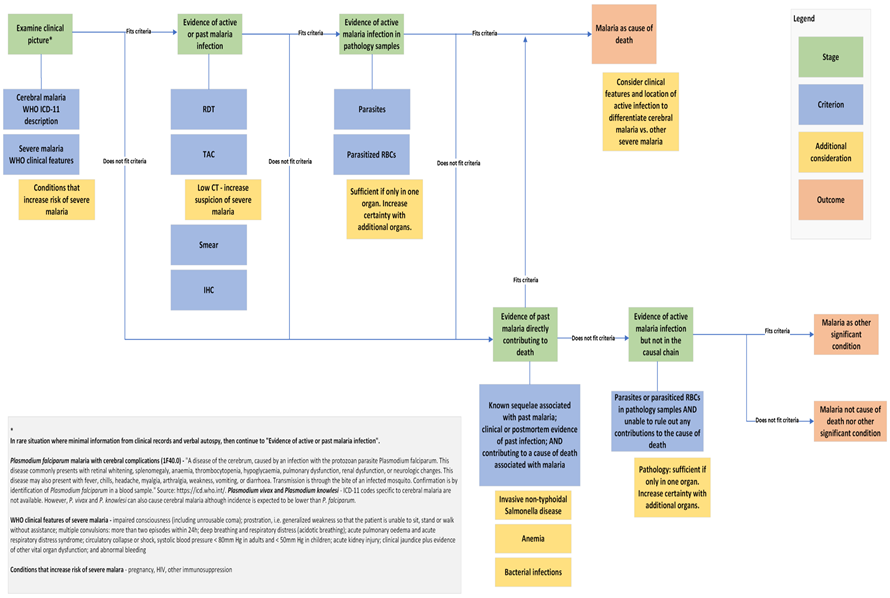 Examine clinical
picture*
Fits criteria
Evidence of active
or past malaria
infection
Fits criteria
Evidence of active
malaria infection in
pathology samples
Fits criteria
Malaria as cause of
death
Legend
Stage
Criterion
Additional
consideration
Outcome
Cerebral malaria
WHO ICD-11
description
Severe malaria
WHO clinical features
Conditions that
increase risk of severe
malaria
Does not fit criteria
RDT
TAC
Low CT - increase
suspicion of severe
malaria
Smear
IHC
Does not fit criteria
Parasites
Parasitized RBCs
Sufficient if only in one
organ. Increase
certainty with
additional organs.
Does not fit criteria
Consider clinical
features and location of
active infection to
differentiate cerebral
malaria vs. other
severe malaria
Fits criteria
Evidence of past
malaria directly
contributing to
death
Does not fit criteria
Evidence of active
malaria infection
but not in the
causal chain
Fits criteria
Malaria as other
significant
condition
Does not fit criteria
Malaria not cause of
death nor other
significant condition
Known sequelae
associated with past malaria;
clinical or postmortem evidence
of past infection; AND
contributing to a cause of death
associated with malaria
Invasive non-typhoidal
Salmonella disease
Anemia
Bacterial infections
Parasites or parasiticed RBCs
in pathology samples AND
unable to rule out any
contributions to the cause of
death
Pathology: sufficient if
only in one organ.
Increase certainty with
additional organs.
*
In rare situation where minimal information from clinical records and verbal autospy, then continue to "Evidence of active or past malaria infection".
Plasmodium falciparum malaria with cerebral complications (1F40.0) - "A disease of the cerebrum, caused by an infection with the protozoan parasite Plasmodium falciparum. This
disease commonly presents with retinal whitening, splenomegaly, anaemia, thrombocytopenia, hypoglycaemia, pulmonary dysfunction, renal dysfunction, or neurologic changes. This
disease may also present with fever, chills, headache, myalgia, arthralgia, weakness, vomiting, or diarrhoea. Transmission is through the bite of an infected mosquito. Confirmation is by
identification of Plasmodium falciparum in a blood sample." Source: https://icd.who.int/. Plasmodium vivax and Plasmodium knowlesi - ICD-11 codes specific to cerebral malaria are
not available. However, P. vivax and P. knowlesi can also cause cerebral malaria although incidence is expected to be lower than P. falciparum.
WHO clinical features of severe malaria - impaired consciousness (including unrousable coma); prostration, i.e. generalized weakness so that the patient is unable to sit, stand or walk
without assistance; multiple convulsions: more than two episodes within 24h; deep breathing and respiratory distress (acidotic breathing); acute pulmonary oedema and acute
respiratory distress syndrome; circulatory collapse or shock, systolic blood pressure < 80mm Hg in adults and < 50mm Hg in children; acute kidney injury; clinical jaundice plus evidence
of other vital organ dysfunction; and abnormal bleeding
Conditions that increase risk of severe malara - pregnancy, HIV, other immunosuppression